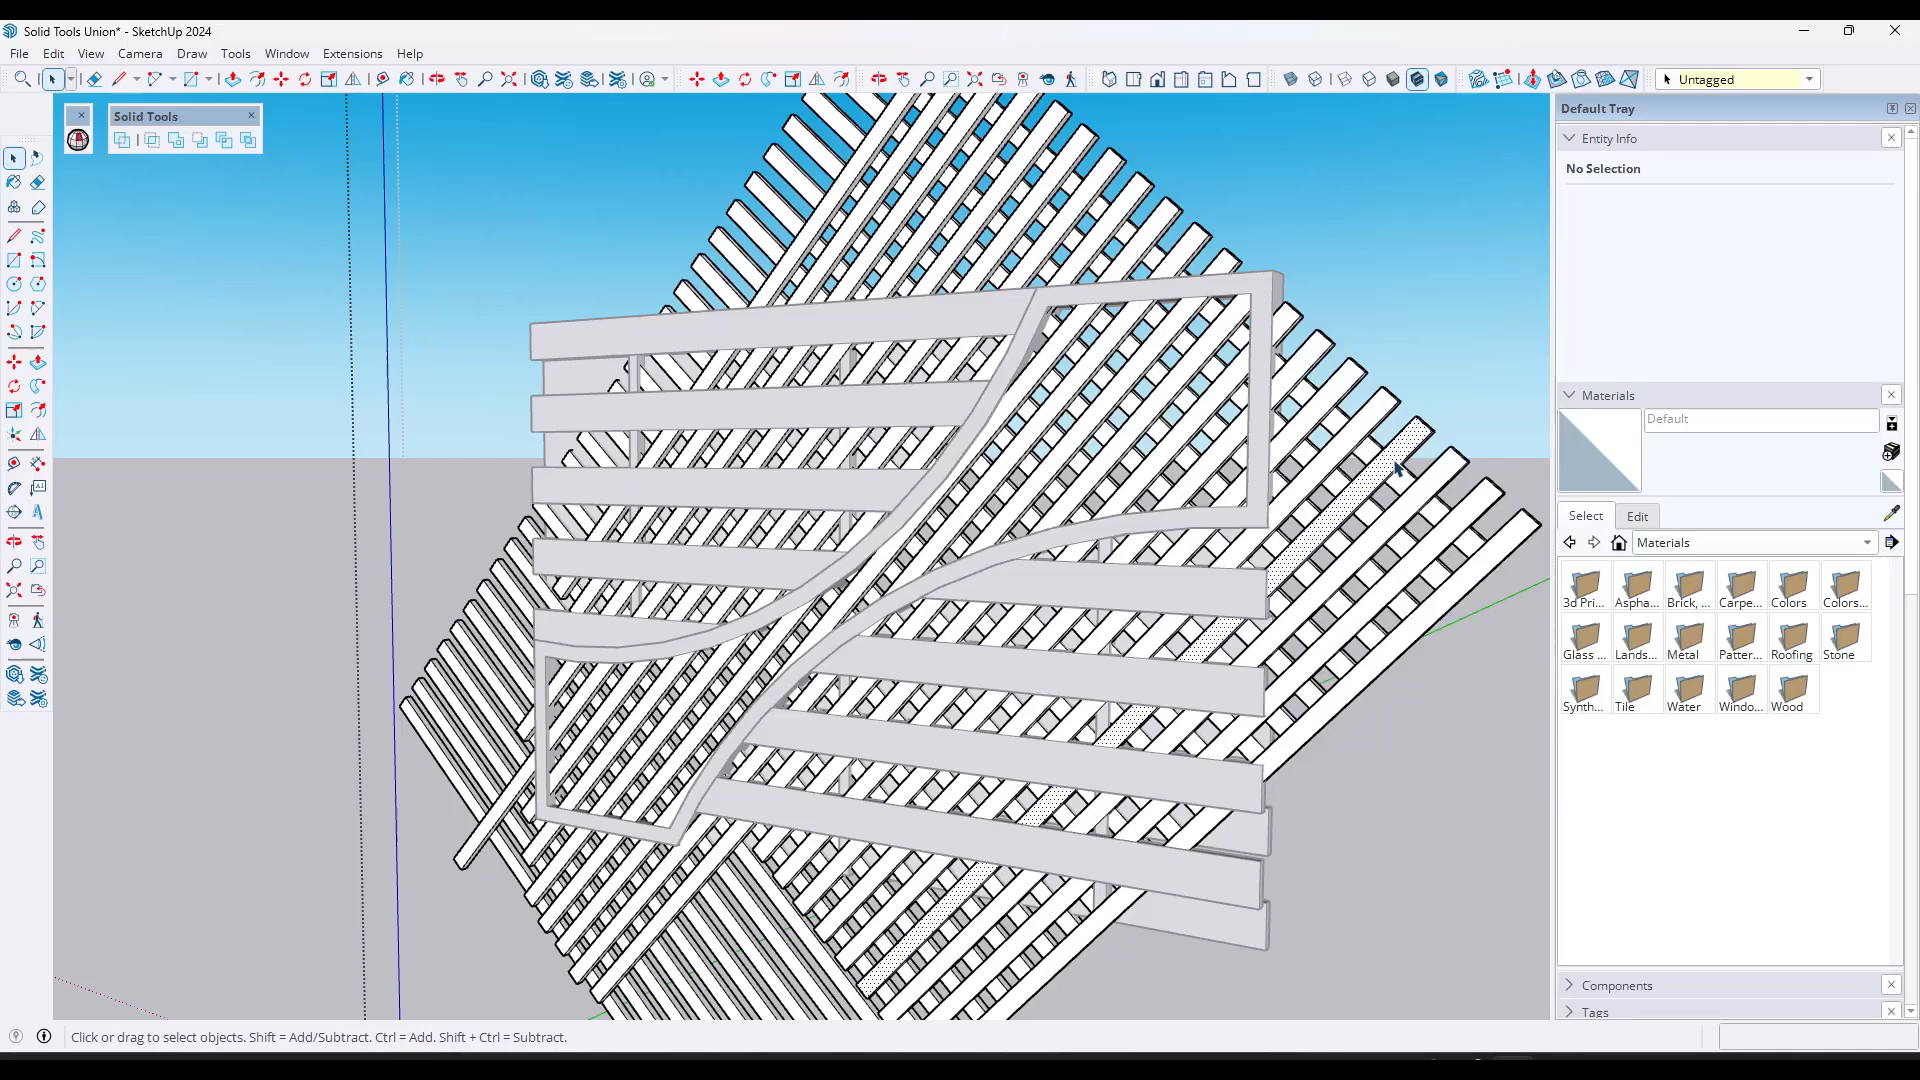 Solid Tools Union* - SketchUp 2024
File Edit View Camera Draw Tools Window Extensions Help
Untagged
Solid Tools
Default Tray
Entity Info
No Selection
Materials
Default
Select Edit
Materials
3d Pri... Aspha... Brick, ... Carpe... Colors Colors...
Glass ... Lands... Metal Patter... Roofing Stone
Synth... Tile Water Windo... Wood
Components
Tags
Click or drag to select objects. Shift = Add/Subtract. Ctrl = Add. Shift + Ctrl = Subtract.